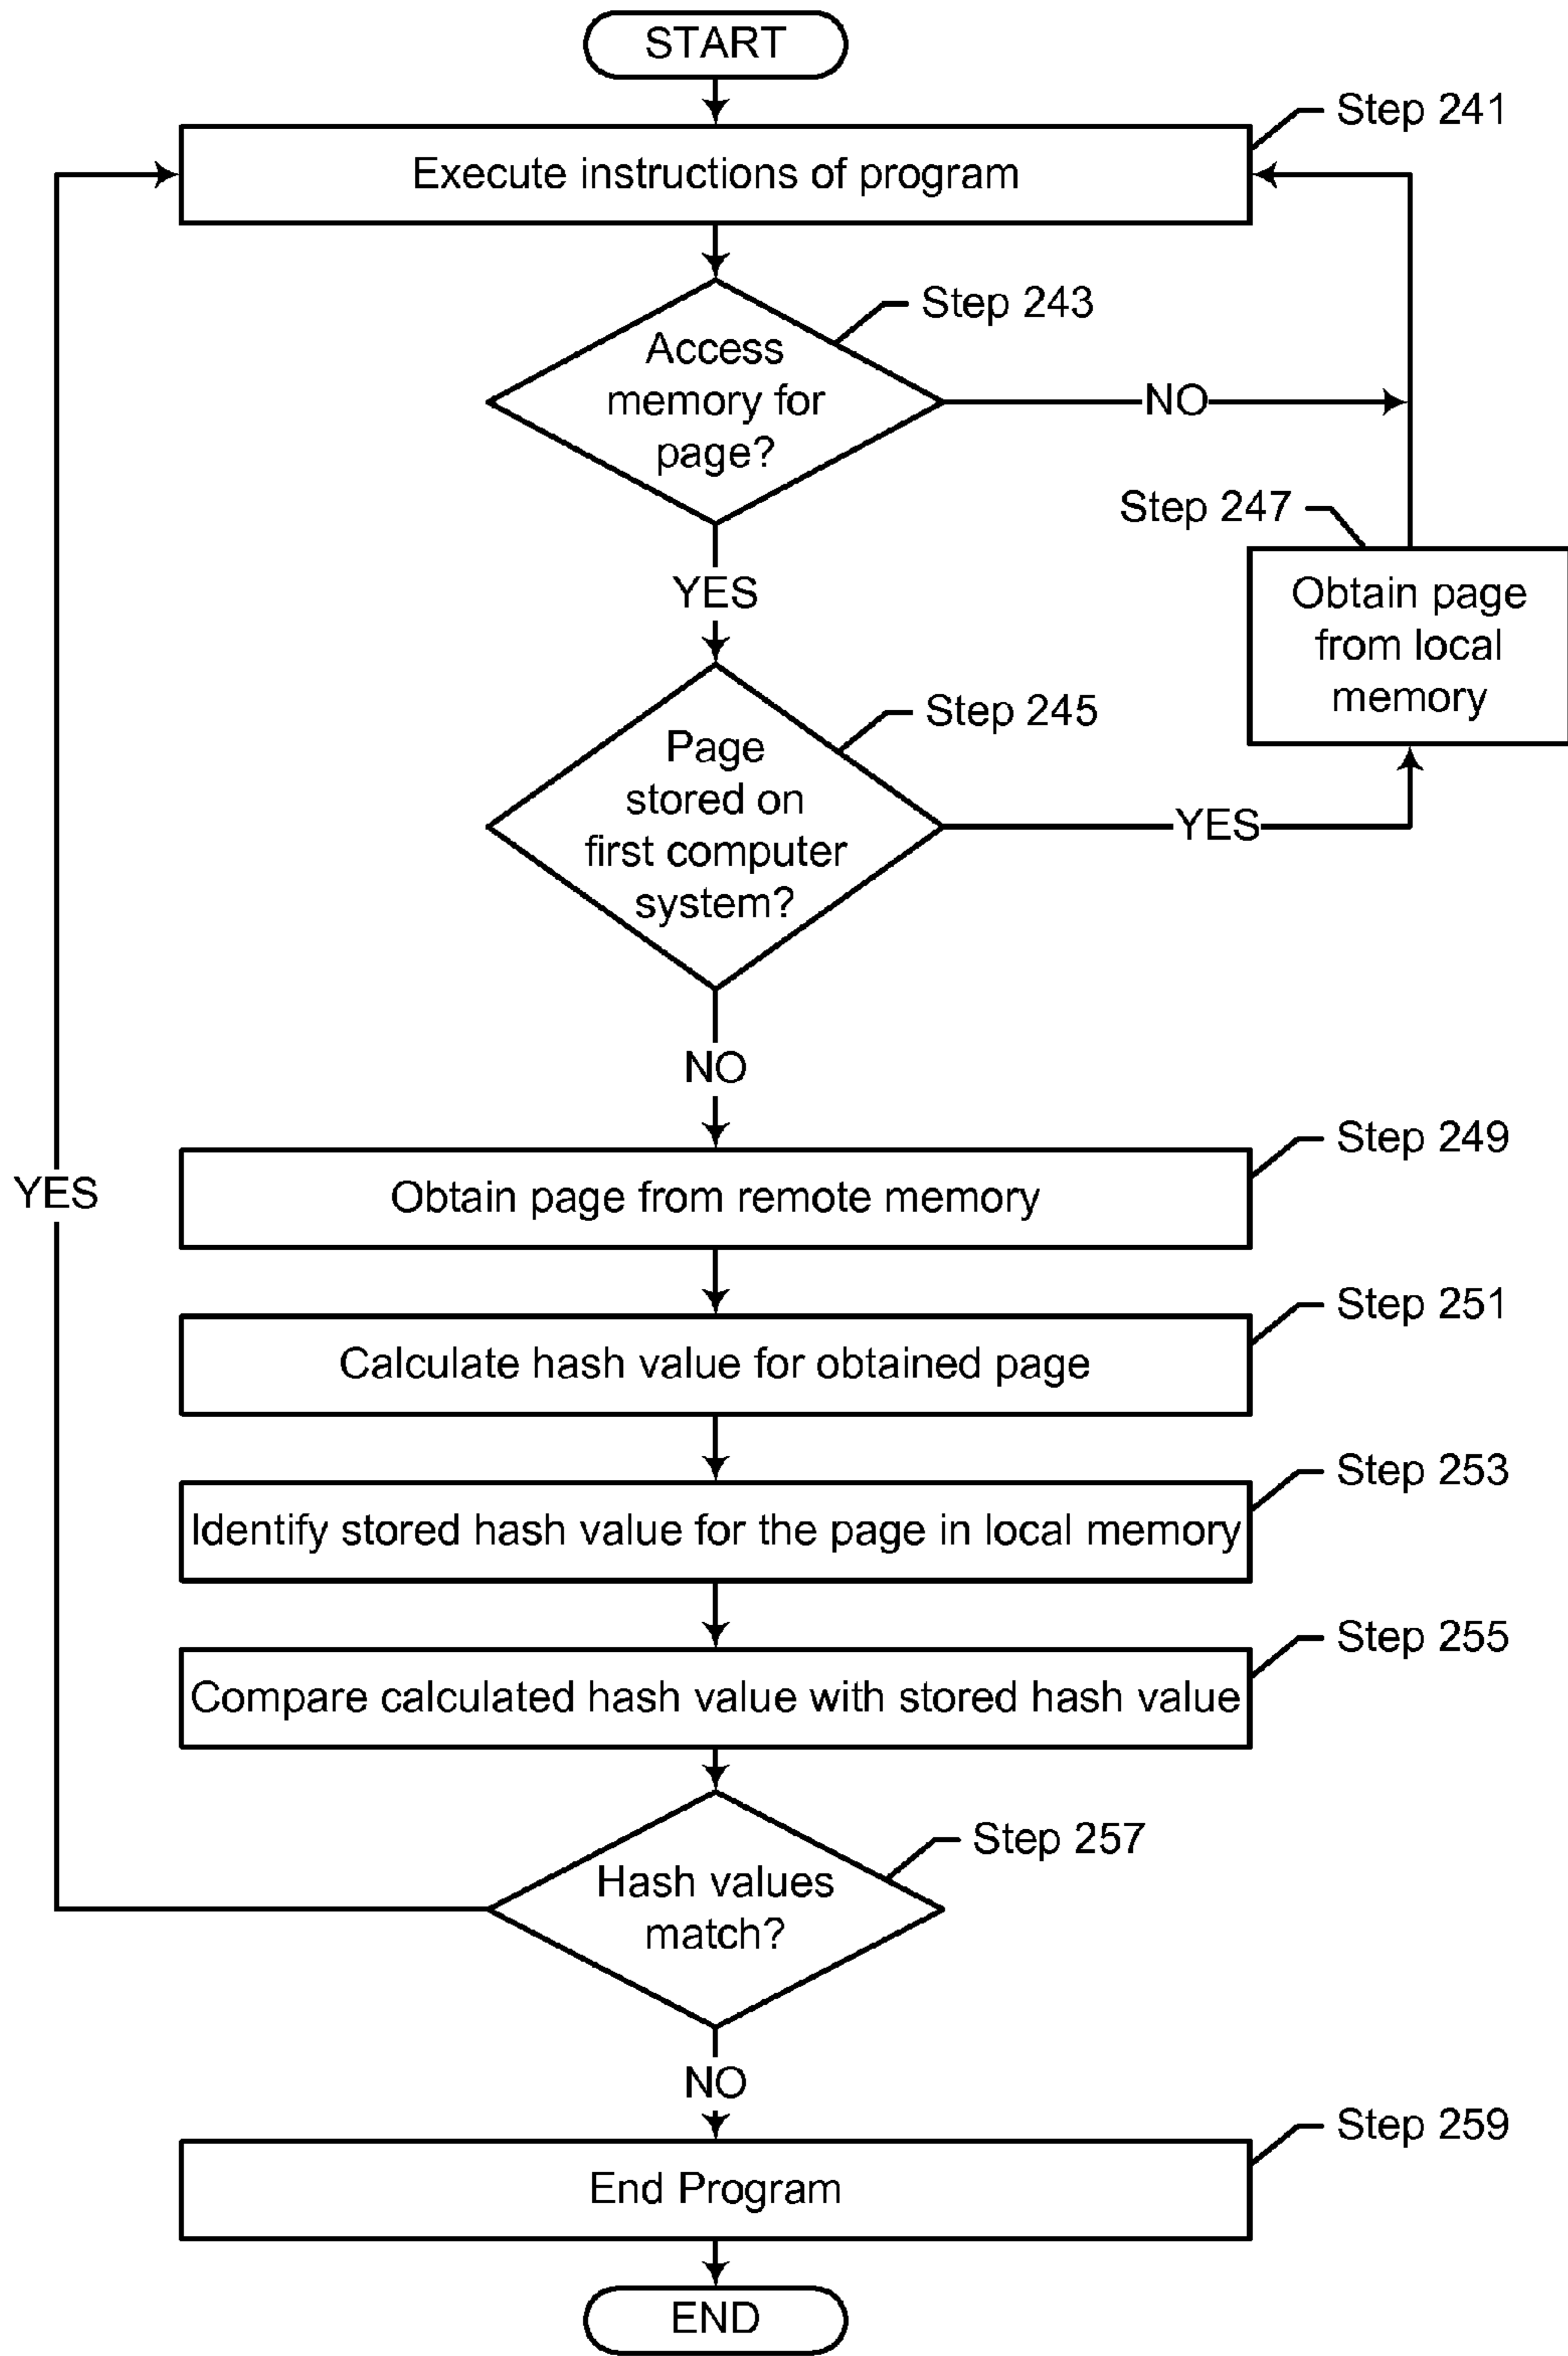 START
Step 241
Execute instructions of program
Step 243
Access
memory for
page?
NO
Step 247
YES
Obtain page
from local
memory
Step 245
Page
stored on
first computer
system?
YES
NO
Step 249
YES
Obtain page from remote memory
Step 251
Calculate hash value for obtained page
Step 253
Identify stored hash value for the page in local memory
Step 255
Compare calculated hash value with stored hash value
Step 257
Hash values
match?
NO
Step 259
End Program
END